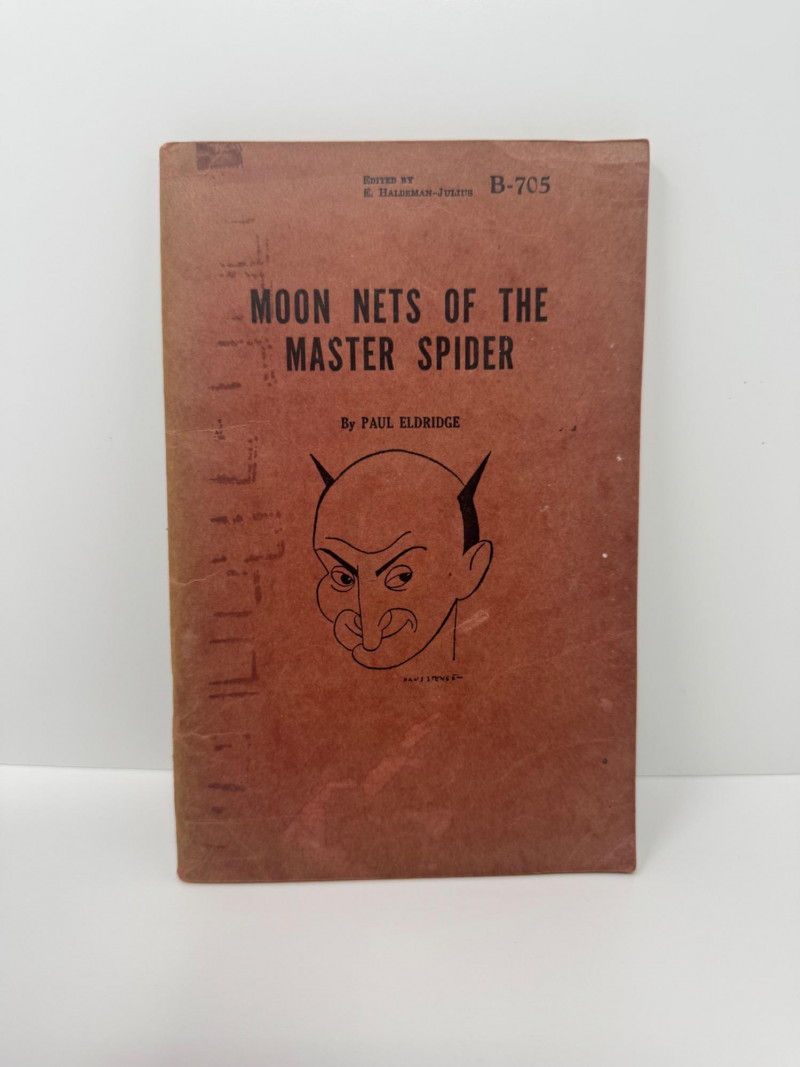 EDITED BY
E. HALDEMAN-JULIUS B-705
MOON NETS OF THE
MASTER SPIDER
By PAUL ELDRIDGE